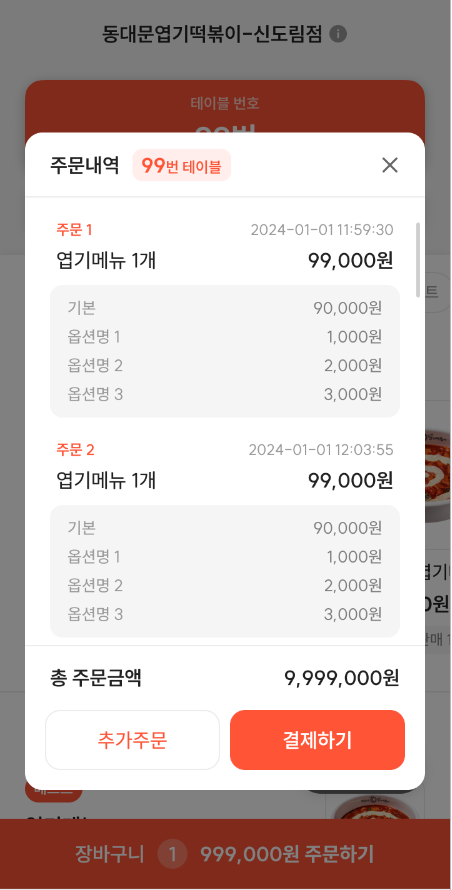 동대문엽기떡볶이-신도림점
테이블 번호
주문내역 99번 테이블
주문 1 2024-01-01 11:59:30
엽기메뉴 1개 99,000원
기본 90,000원
옵션명 1 1,000원
옵션명 2 2,000원
옵션명 3 3,000원
주문 2 2024-01-01 12:03:55
엽기메뉴 1개 99,000원
기본 90,000원
옵션명 1 1,000원
옵션명 2 2,000원
옵션명 3 3,000원
총 주문금액 9,999,000원
추가주문 결제하기
장바구니 1 999,000원 주문하기